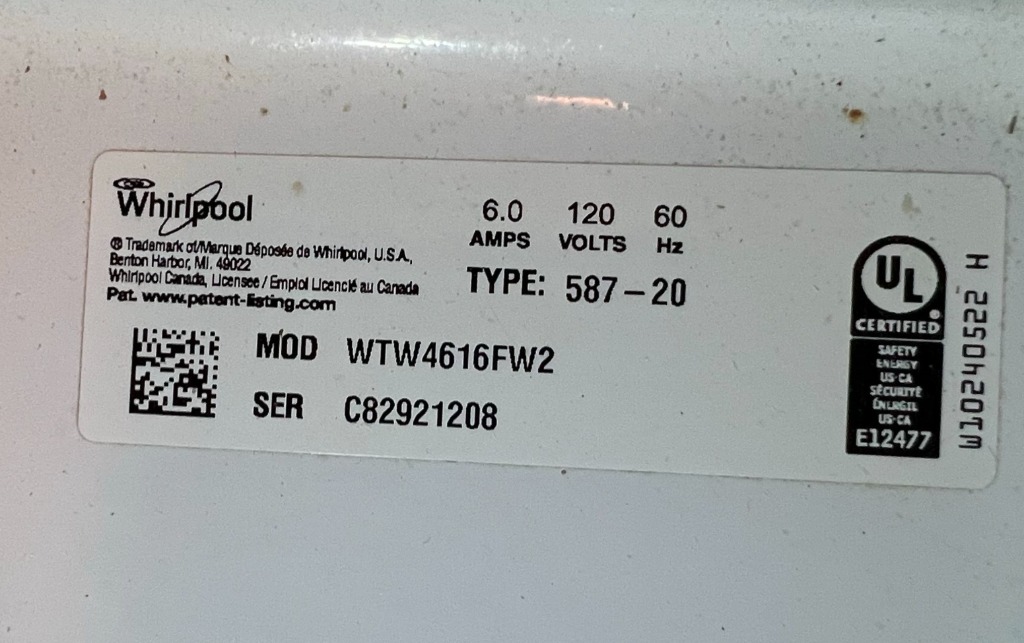 Whirlpool
® Trademark of/Marque Déposée de Whirlpool, U.S.A.,
Benton Harbor, MI. 49022
Whirlpool Canada, Licensee / Emploi Licencié au Canada
Pat. www.patent-listing.com
6.0 120 60
AMPS VOLTS Hz
TYPE: 587-20
MOD WTW4616FW2
SER C82921208
UL
®
CERTIFIED
SAFETY
ENERGY
US-CA
SÉCURITÉ
ÉNERGIE
US-CA
E12477
W10240522 H